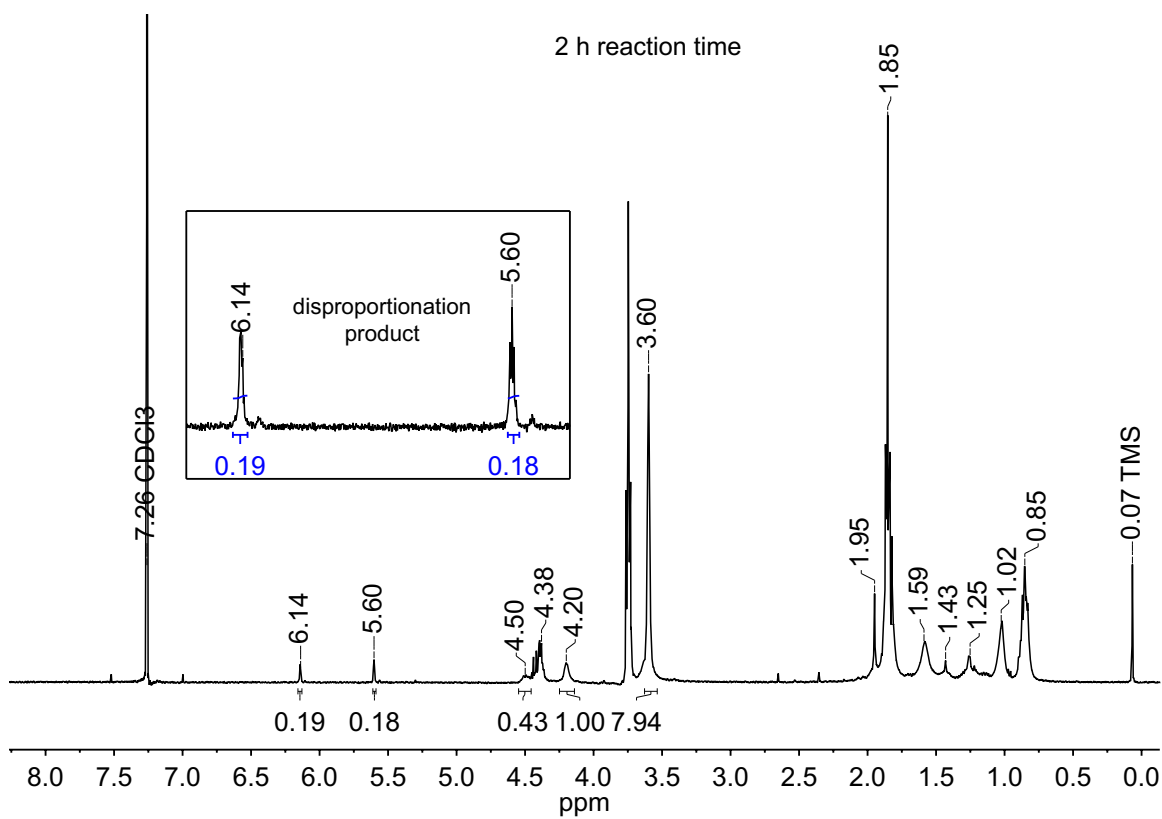 2 h reaction time
1.85
6.14
disproportionation
product
5.60
0.19
0.18
3.60
7.26 CDCl3
6.14
5.60
4.50
4.38
4.20
1.95
1.59
1.43
1.25
1.02
0.85
0.07 TMS
0.19 0.18 0.43 1.00 7.94
8.0 7.5 7.0 6.5 6.0 5.5 5.0 4.5 4.0 3.5 3.0 2.5 2.0 1.5 1.0 0.5 0.0
ppm